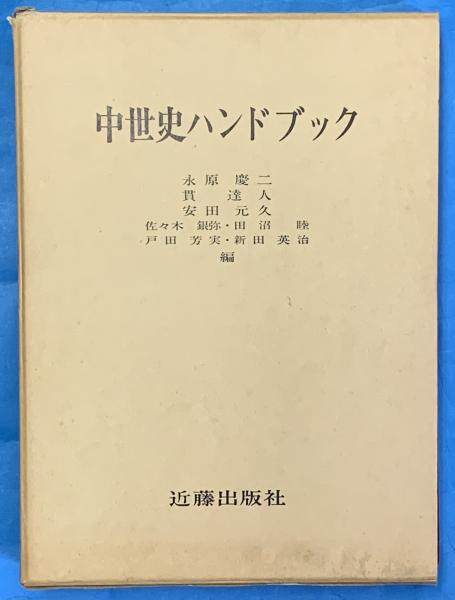 中世史ハンドブック
永原慶二
貫達人
安田元久
佐々木銀弥・田沼睦
戸田芳実・新田英治
編
近藤出版社